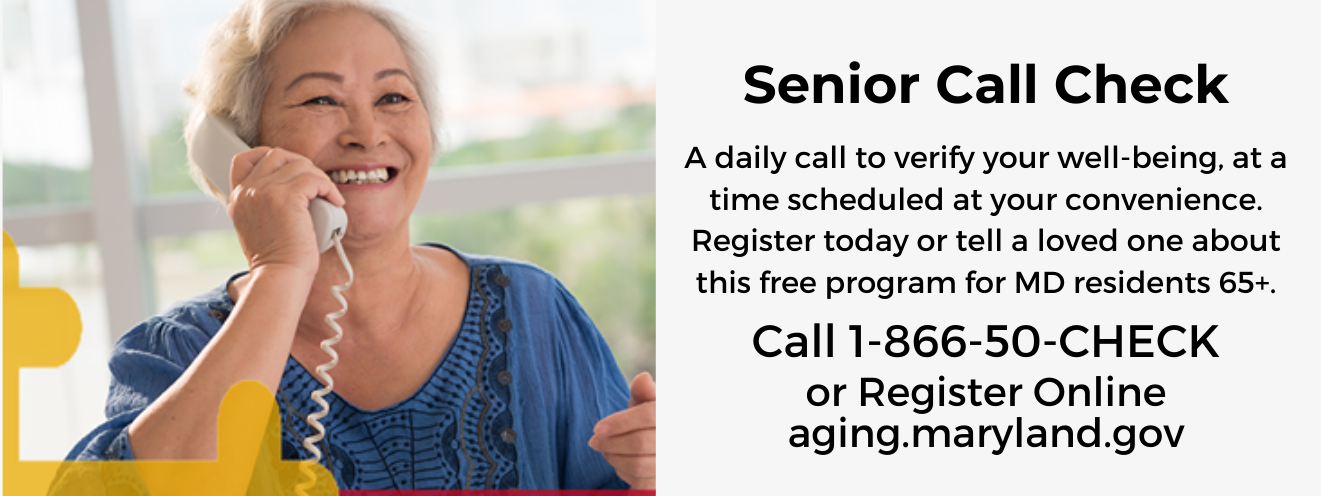 Senior Call Check
A daily call to verify your well-being, at a
time scheduled at your convenience.
Register today or tell a loved one about
this free program for MD residents 65+.
Call 1-866-50-CHECK
or Register Online
aging.maryland.gov